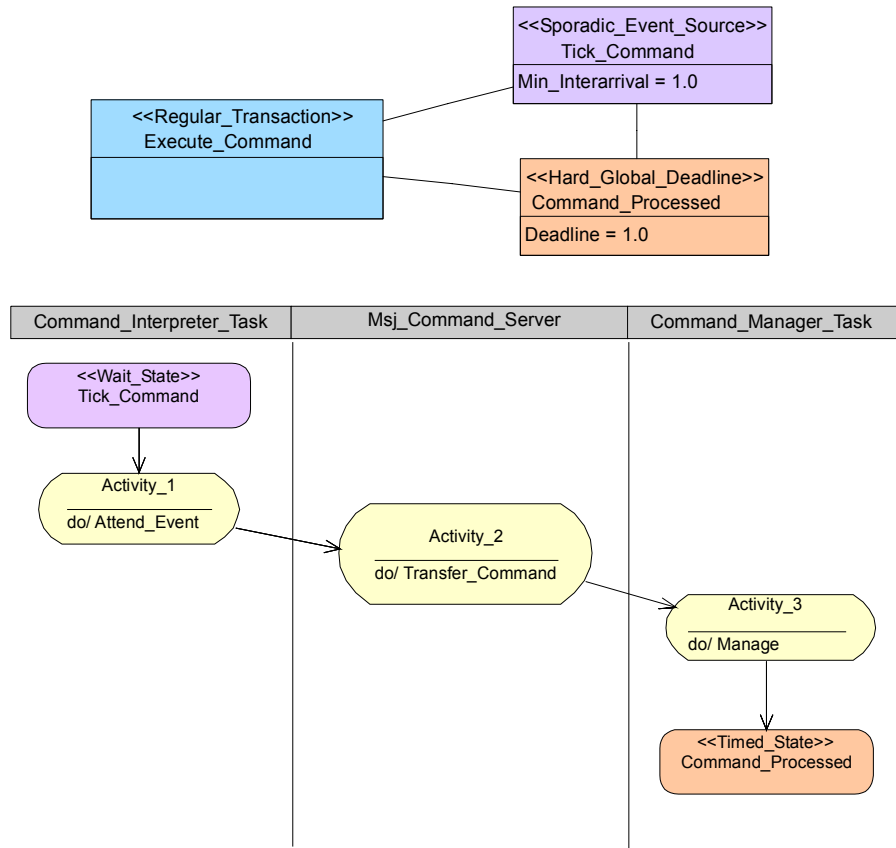 <<Sporadic_Event_Source>>
Tick_Command
Min_Interarrival = 1.0
<<Regular_Transaction>>
Execute_Command
<<Hard_Global_Deadline>>
Command_Processed
Deadline = 1.0
Command_Interpreter_Task
Msj_Command_Server
Command_Manager_Task
<<Wait_State>>
Tick_Command
Activity_1
do/ Attend_Event
Activity_2
do/ Transfer_Command
Activity_3
do/ Manage
<<Timed_State>>
Command_Processed